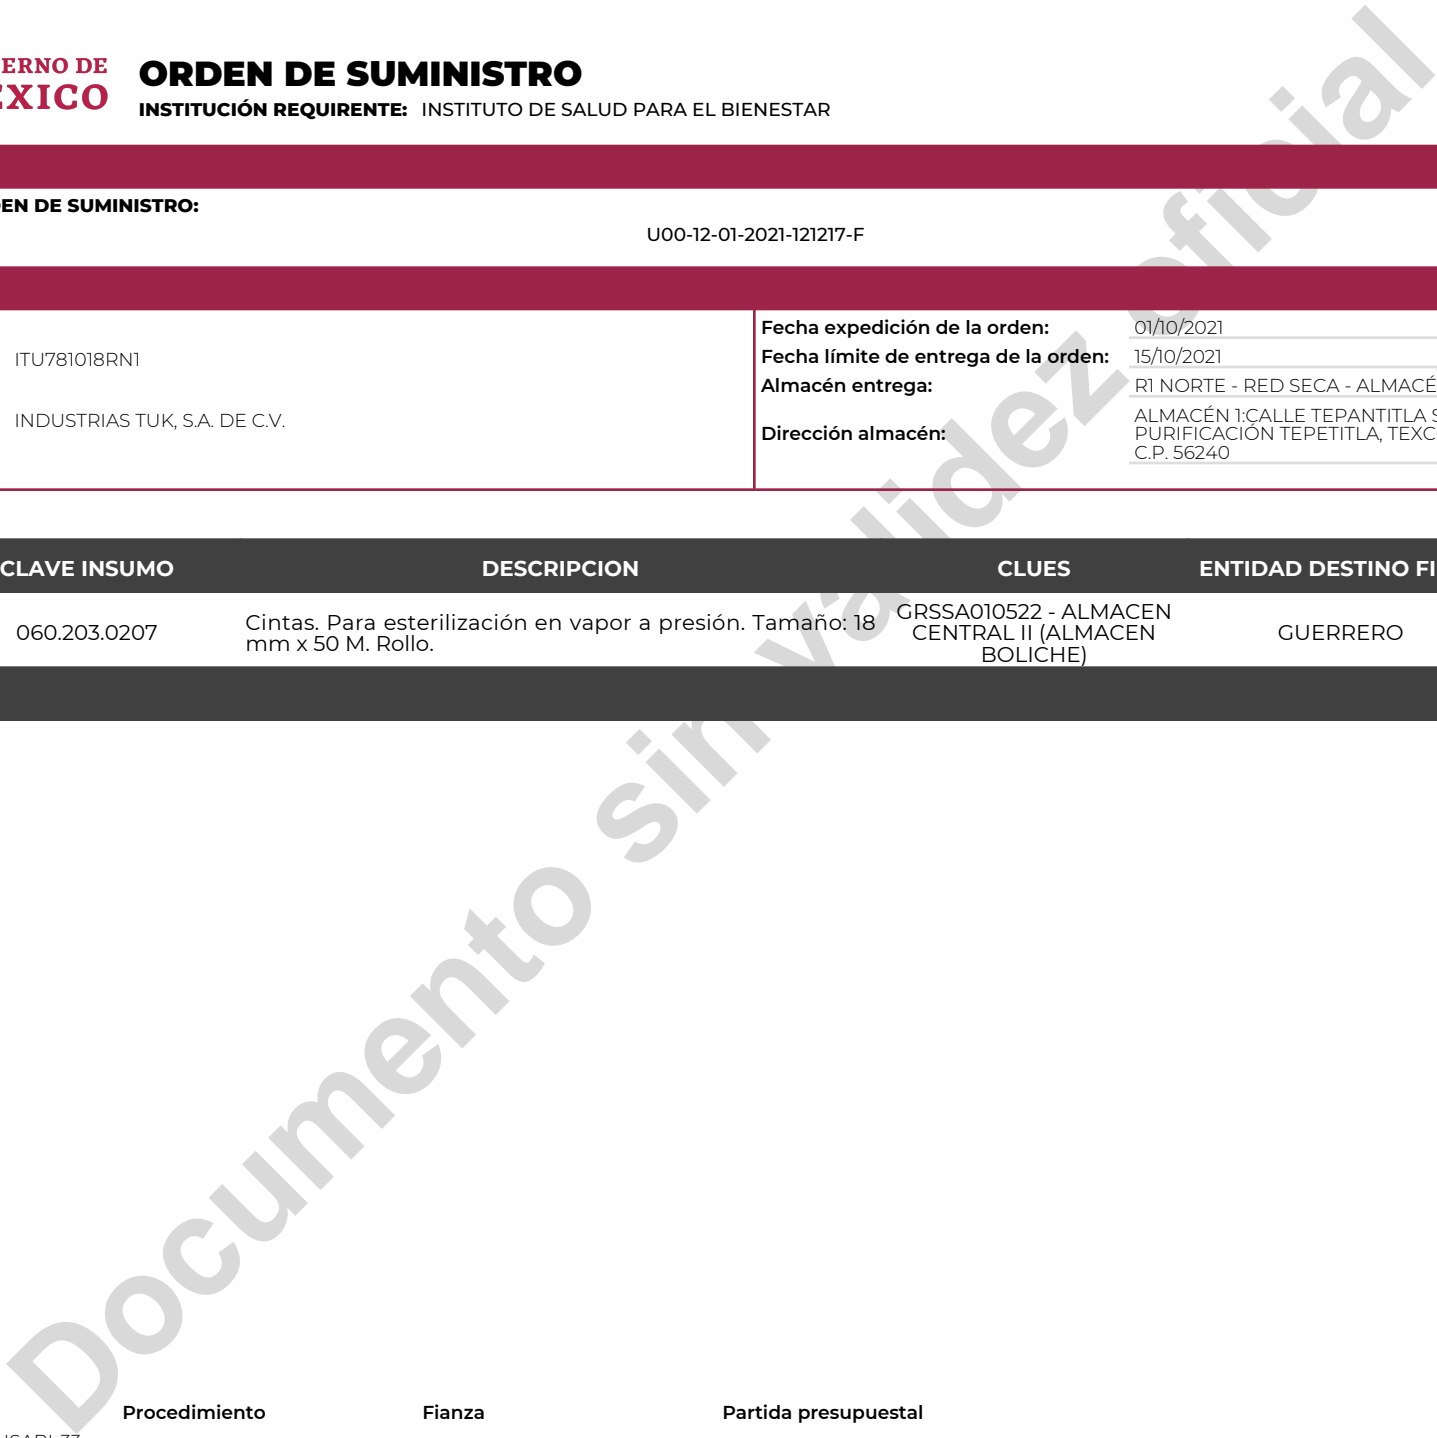 ERNO DE
EXICO
ORDEN DE SUMINISTRO
INSTITUCIÓN REQUIRENTE: INSTITUTO DE SALUD PARA EL BIENESTAR
EN DE SUMINISTRO:
U00-12-01-2021-121217-F
ITU781018RN1
INDUSTRIAS TUK, S.A. DE C.V.
Fecha expedición de la orden: 01/10/2021
Fecha límite de entrega de la orden: 15/10/2021
Almacén entrega: R1 NORTE - RED SECA - ALMACÉ
Dirección almacén: ALMACÉN 1:CALLE TEPANTITLA S
PURIFICACIÓN TEPETITLA, TEXC
C.P. 56240
CLAVE INSUMO DESCRIPCION CLUES ENTIDAD DESTINO FI
060.203.0207
Cintas. Para esterilización en vapor a presión. Tamaño: 18
mm x 50 M. Rollo.
GRSSA010522 - ALMACEN
CENTRAL II (ALMACEN
BOLICHE)
GUERRERO
Documento sin validez oficial
Procedimiento Fianza Partida presupuestal